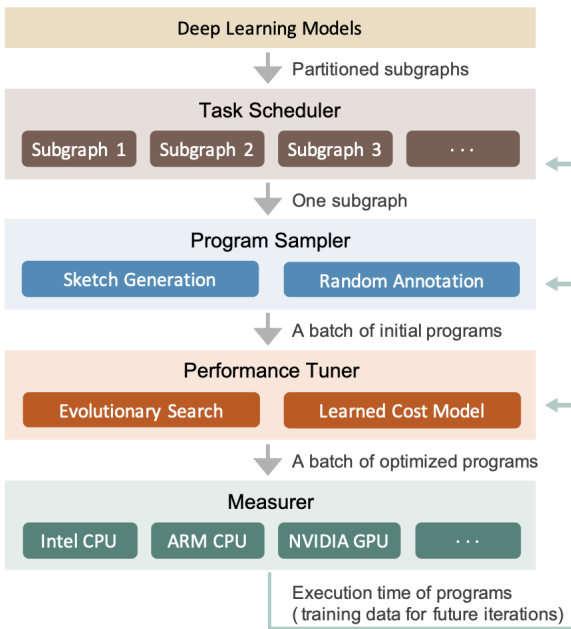 Deep Learning Models
Partitioned subgraphs
Task Scheduler
Subgraph 1 Subgraph 2 Subgraph 3 · · ·
One subgraph
Program Sampler
Sketch Generation Random Annotation
A batch of initial programs
Performance Tuner
Evolutionary Search Learned Cost Model
A batch of optimized programs
Measurer
Intel CPU ARM CPU NVIDIA GPU · · ·
Execution time of programs
( training data for future iterations)